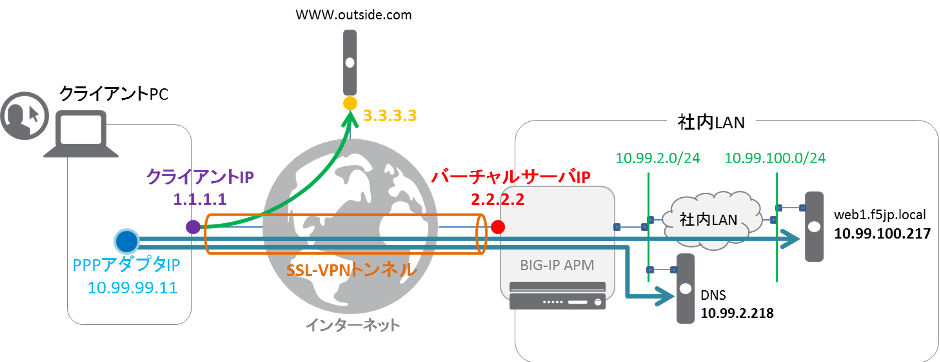 WWW.outside.com
クライアントPC
3.3.3.3
社内LAN
10.99.2.0/24
10.99.100.0/24
クライアントIP
1.1.1.1
バーチャルサーバIP
2.2.2.2
社内LAN
web1.f5jp.local
10.99.100.217
PPPアダプタIP
10.99.99.11
SSL-VPNトンネル
BIG-IP APM
インターネット
DNS
10.99.2.218